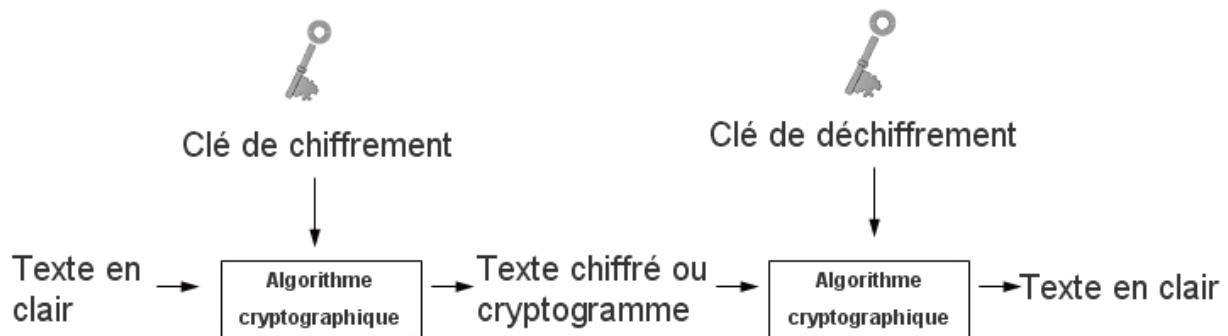 Clé de chiffrement
Clé de déchiffrement
Texte en
clair
Algorithme
cryptographique
Texte chiffré ou
cryptogramme
Algorithme
cryptographique
Texte en clair